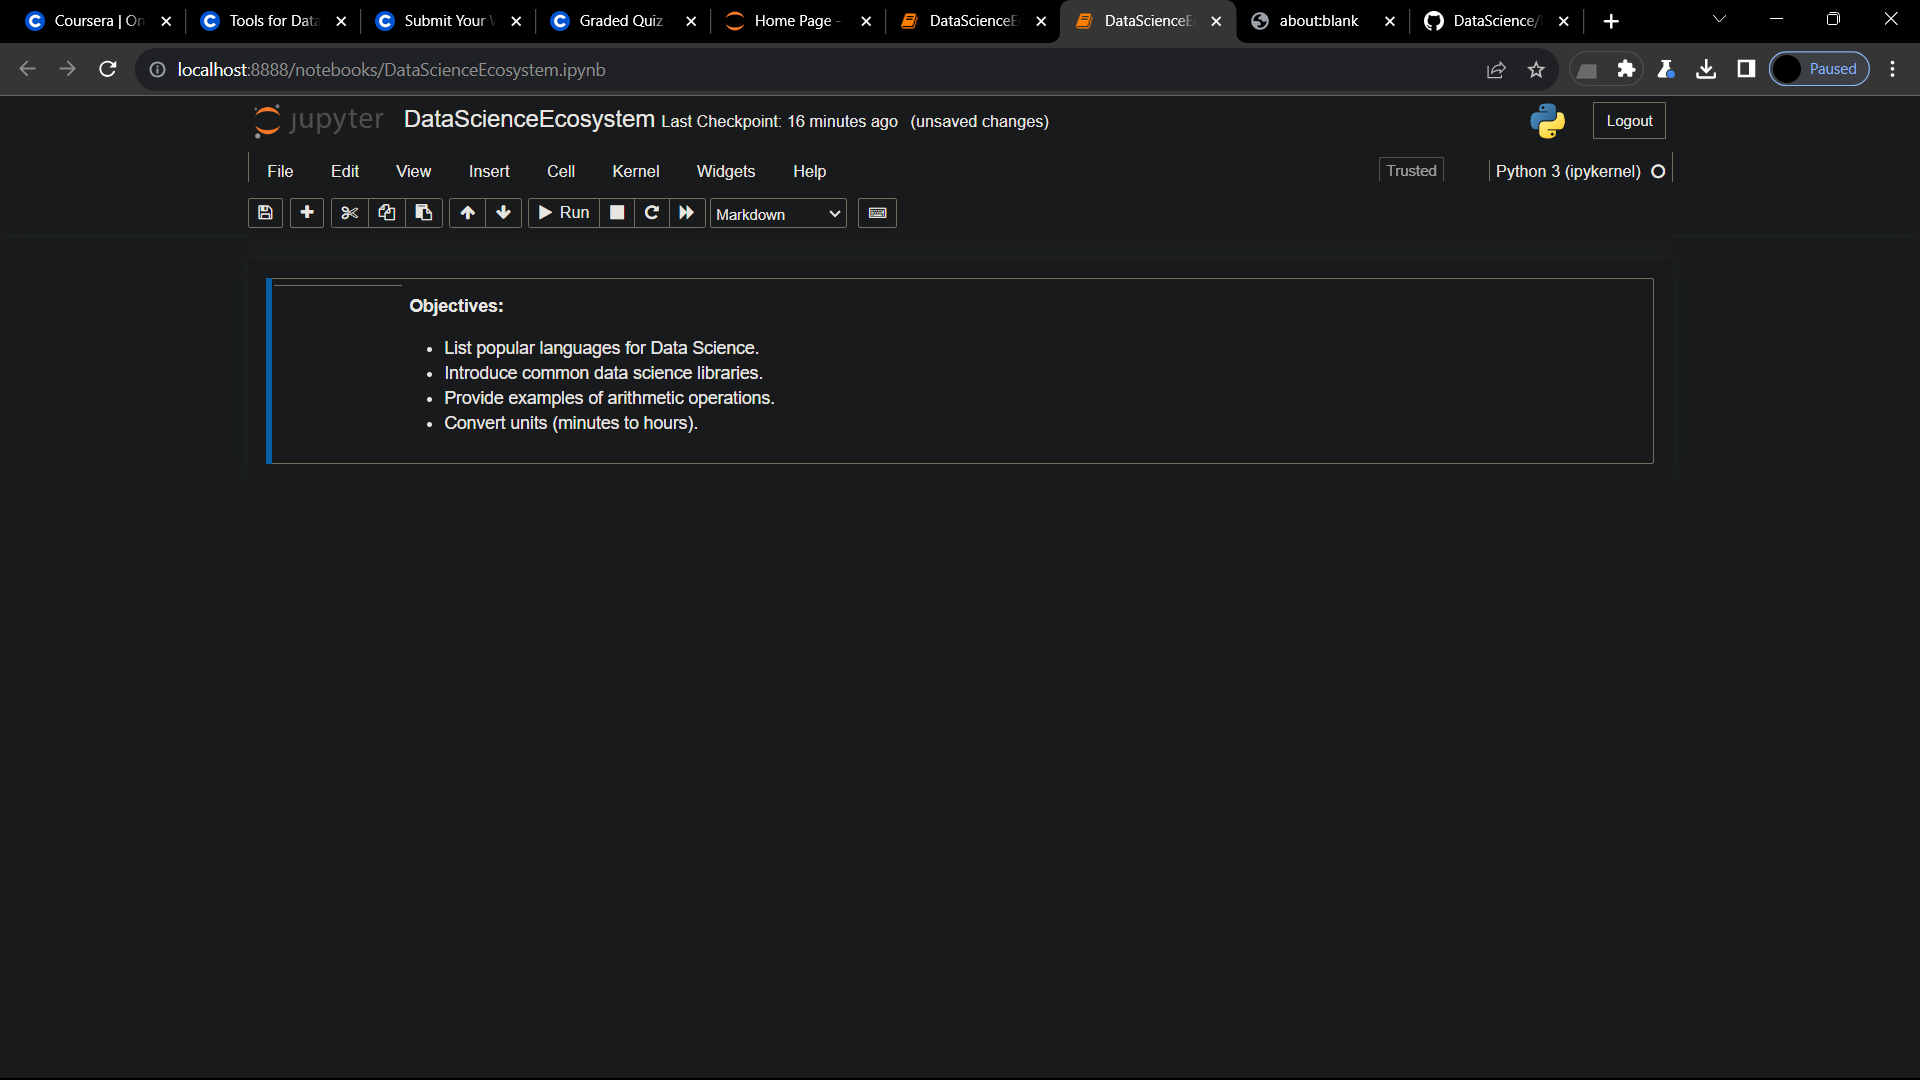 Coursera | On
Tools for Data
Submit Your
Graded Quiz
Home Page -
DataScienceE
DataScienceE
about:blank
DataScience/
localhost:8888/notebooks/DataScienceEcosystem.ipynb
Paused
jupyter DataScienceEcosystem Last Checkpoint: 16 minutes ago (unsaved changes)
Logout
File Edit View Insert Cell Kernel Widgets Help
Trusted
Python 3 (ipykernel)
Run
Markdown
Objectives:
• List popular languages for Data Science.
• Introduce common data science libraries.
• Provide examples of arithmetic operations.
• Convert units (minutes to hours).